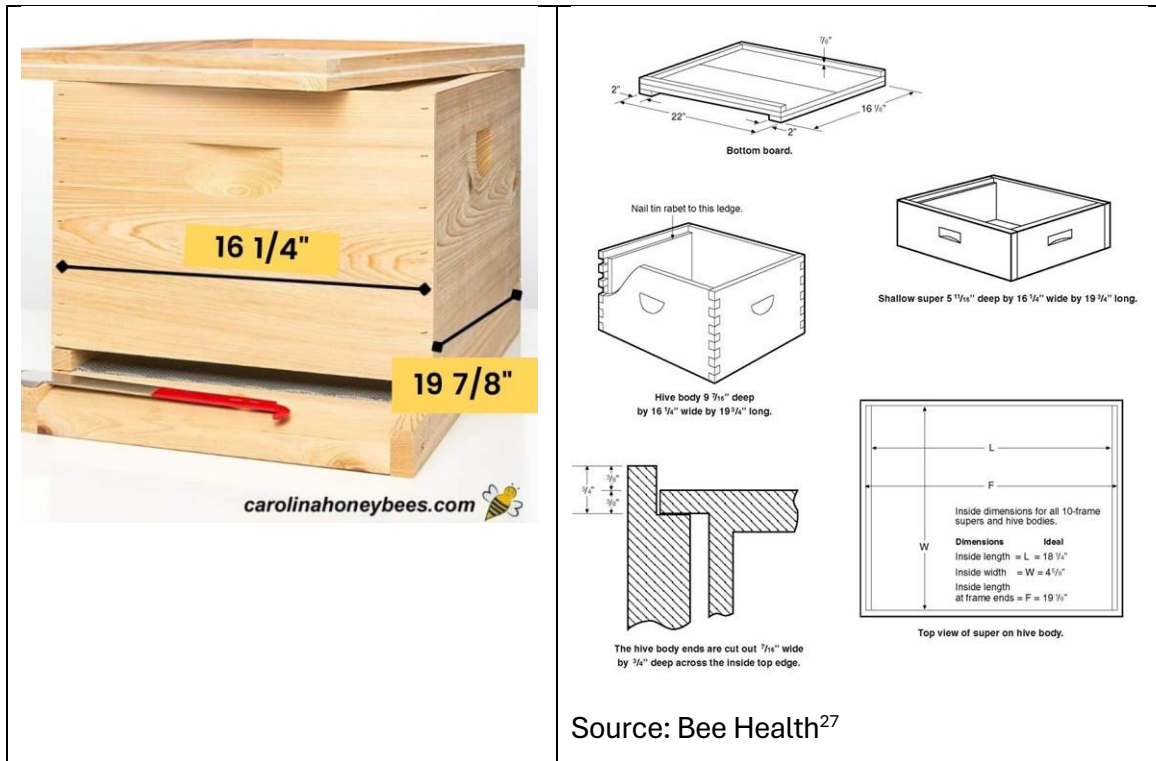 16 1/4"
19 7/8"
carolinahoneybees.com
7/8"
2"
22"
2"
16 1/8"
Bottom board.
Nail tin rabet to this ledge.
Hive body 9 7/16" deep
by 16 1/4" wide by 19 3/4" long.
Shallow super 5 11/16" deep by 16 1/4" wide by 19 3/4" long.
3/4"
3/8"
3/8"
The hive body ends are cut out 7/16" wide
by 3/4" deep across the inside top edge.
L
F
W
Inside dimensions for all 10-frame
supers and hive bodies.
Dimensions Ideal
Inside length = L = 18 1/4"
Inside width = W = 4 5/8"
Inside length
at frame ends = F = 19 1/8"
Top view of super on hive body.
Source: Bee Health27